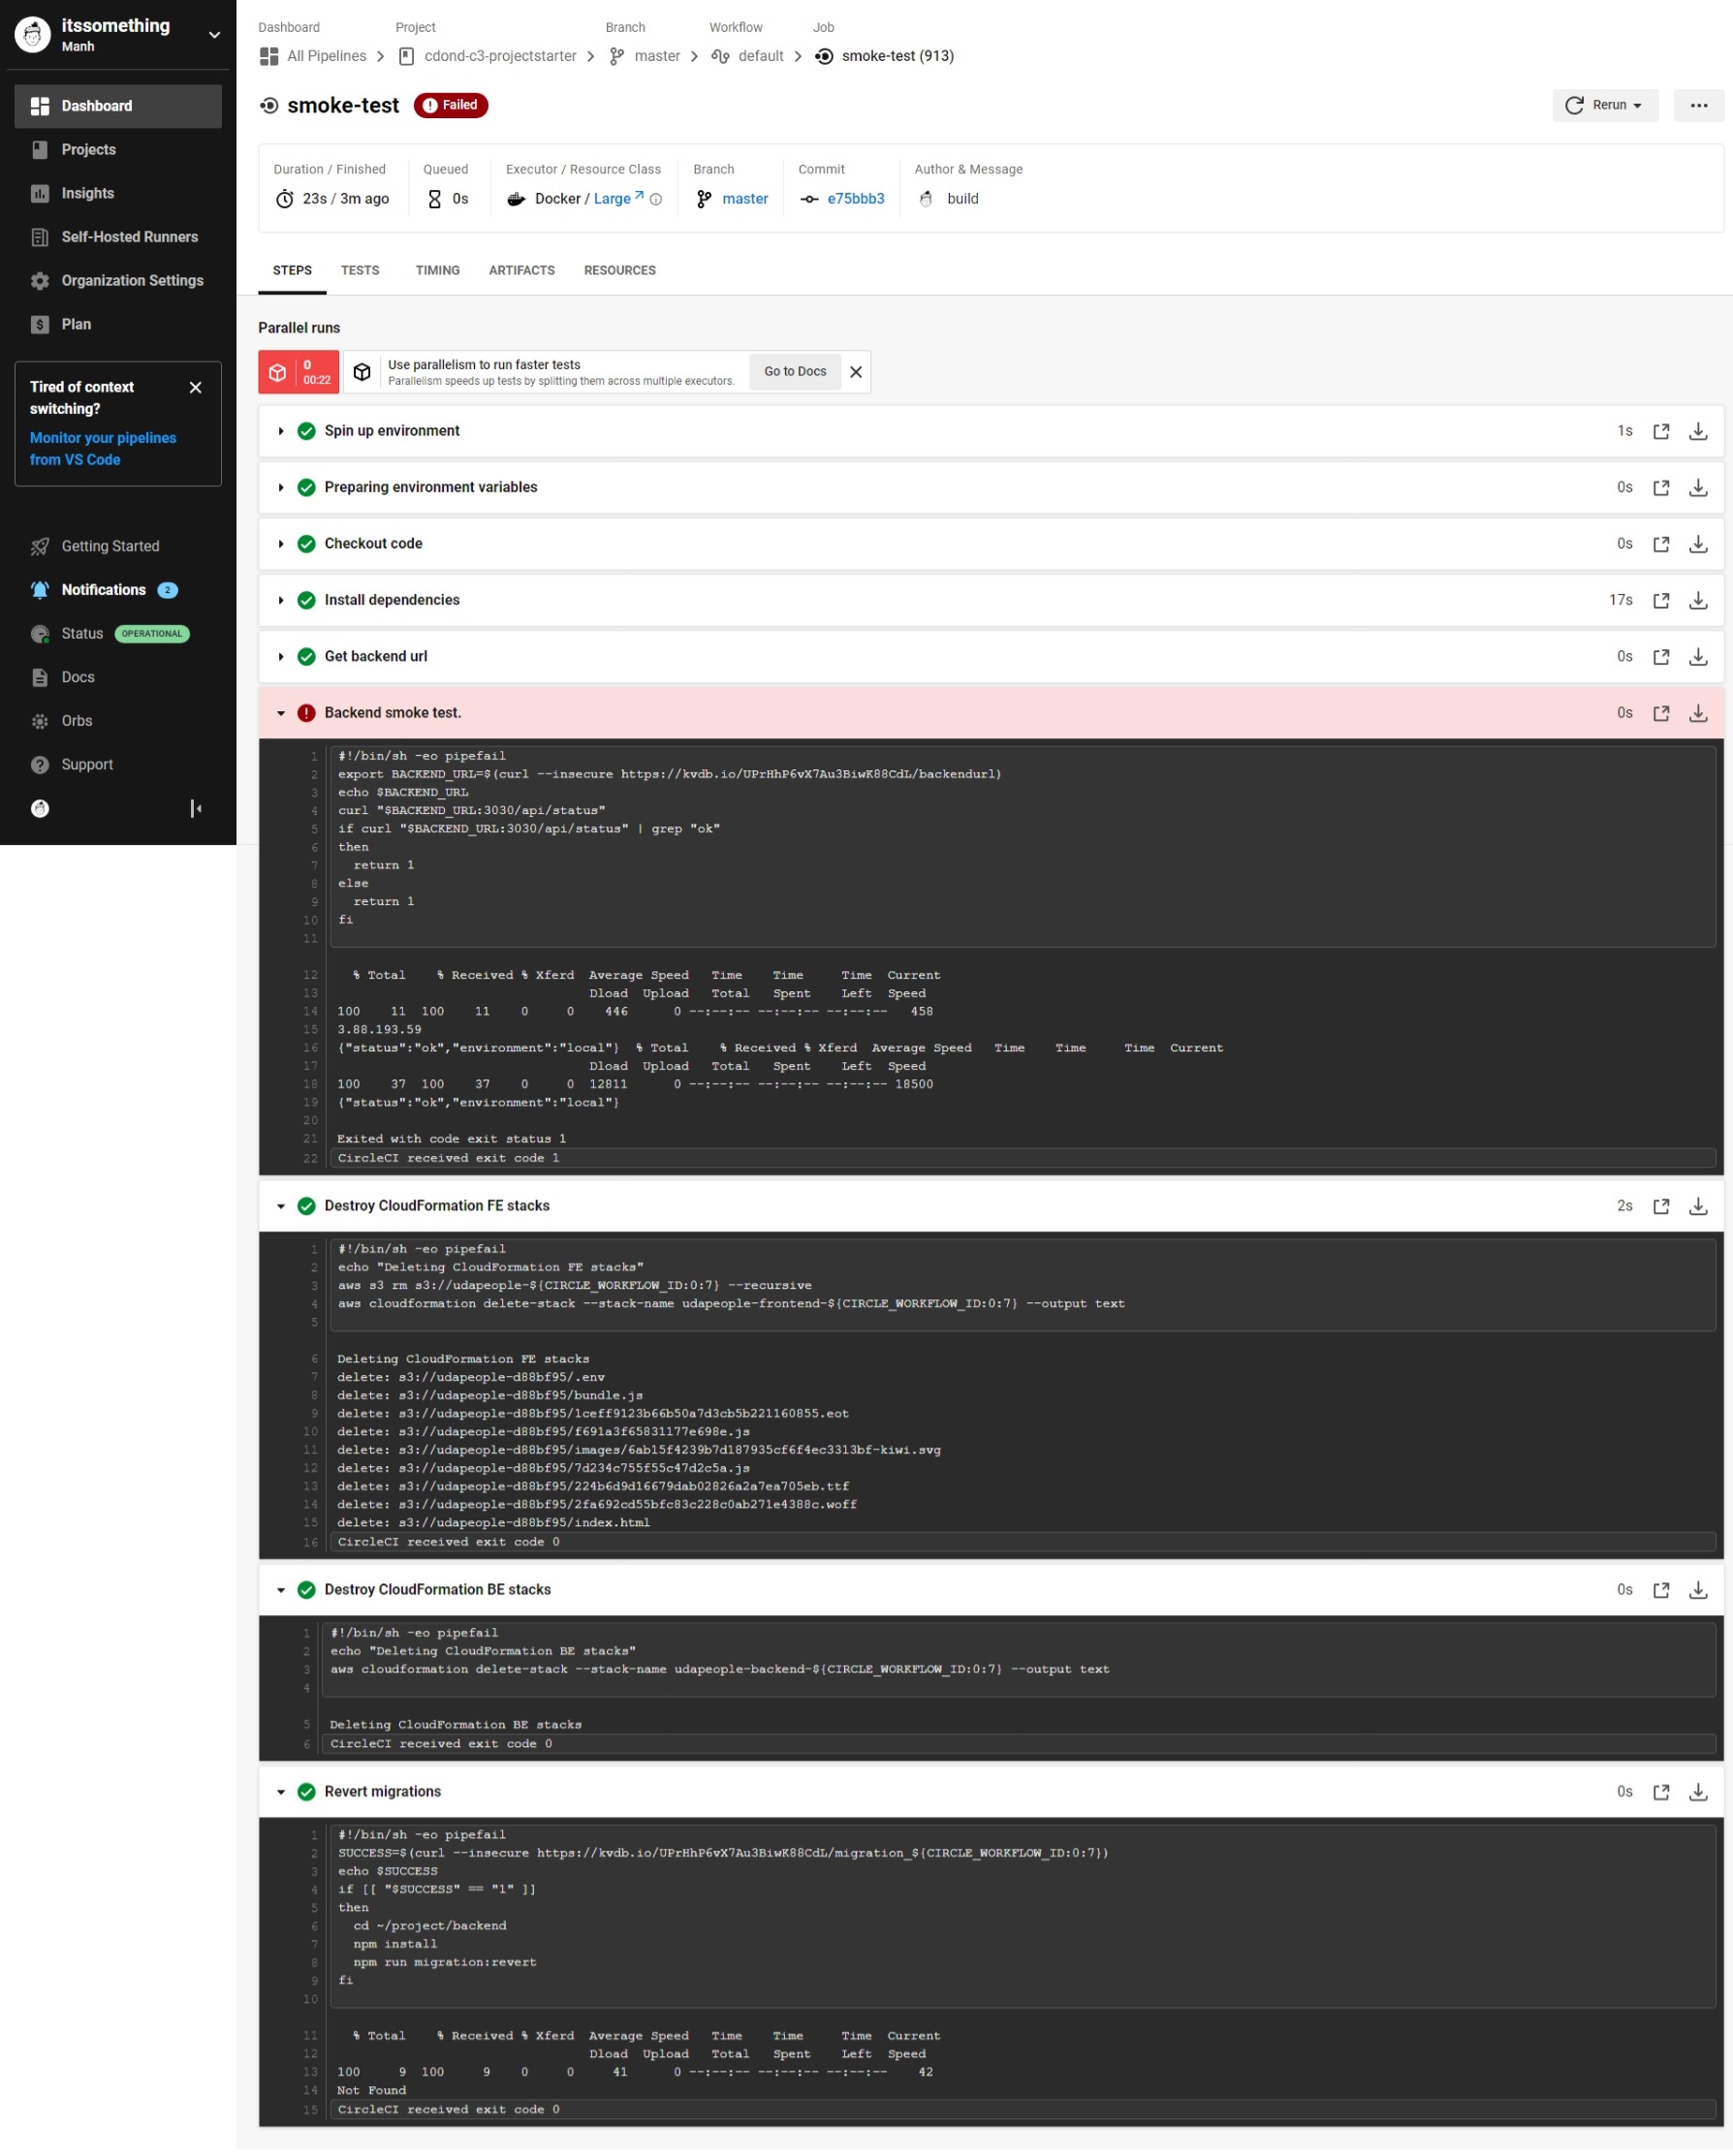 itssomething
Manh
Dashboard
Projects
Insights
Self-Hosted Runners
Organization Settings
Plan
Tired of context
switching?
Monitor your pipelines
from VS Code
Getting Started
Notifications 2
Status OPERATIONAL
Docs
Orbs
Support
Dashboard Project Branch Workflow Job
All Pipelines cdond-c3-projectstarter master default smoke-test (913)
smoke-test Failed
Rerun
Duration / Finished Queued Executor / Resource Class Branch Commit Author & Message
23s / 3m ago 0s Docker / Large master e75bbb3 build
STEPS TESTS TIMING ARTIFACTS RESOURCES
Parallel runs
0
00:22
Use parallelism to run faster tests
Parallelism speeds up tests by splitting them across multiple executors.
Go to Docs
Spin up environment 1s
Preparing environment variables 0s
Checkout code 0s
Install dependencies 17s
Get backend url 0s
Backend smoke test. 0s
1 #!/bin/sh -eo pipefail
2 export BACKEND_URL=$(curl --insecure https://kvdb.io/UPrHhP6vX7Au3BiwK88CdL/backendurl)
3 echo $BACKEND_URL
4 curl "$BACKEND_URL:3030/api/status"
5 if curl "$BACKEND_URL:3030/api/status" | grep "ok"
6 then
7 return 1
8 else
9 return 1
10 fi
11
12 % Total % Received % Xferd Average Speed Time Time Time Current
13 Dload Upload Total Spent Left Speed
14 100 11 100 11 0 0 446 0 --:--:-- --:--:-- --:--:-- 458
15 3.88.193.59
16 {"status":"ok","environment":"local"} % Total % Received % Xferd Average Speed Time Time Time Current
17 Dload Upload Total Spent Left Speed
18 100 37 100 37 0 0 12811 0 --:--:-- --:--:-- --:--:-- 18500
19 {"status":"ok","environment":"local"}
20
21 Exited with code exit status 1
22 CircleCI received exit code 1
Destroy CloudFormation FE stacks 2s
1 #!/bin/sh -eo pipefail
2 echo "Deleting CloudFormation FE stacks"
3 aws s3 rm s3://udapeople-${CIRCLE_WORKFLOW_ID:0:7} --recursive
4 aws cloudformation delete-stack --stack-name udapeople-frontend-${CIRCLE_WORKFLOW_ID:0:7} --output text
5
6 Deleting CloudFormation FE stacks
7 delete: s3://udapeople-d88bf95/.env
8 delete: s3://udapeople-d88bf95/bundle.js
9 delete: s3://udapeople-d88bf95/1ceff9123b66b50a7d3cb5b221160855.eot
10 delete: s3://udapeople-d88bf95/f691a3f65831177e698e.js
11 delete: s3://udapeople-d88bf95/images/6ab15f4239b7d187935cf6f4ec3313bf-kiwi.svg
12 delete: s3://udapeople-d88bf95/7d234c755f55c47d2c5a.js
13 delete: s3://udapeople-d88bf95/224b6d9d16679dab02826a2a7ea705eb.ttf
14 delete: s3://udapeople-d88bf95/2fa692cd55bfc83c228c0ab271e4388c.woff
15 delete: s3://udapeople-d88bf95/index.html
16 CircleCI received exit code 0
Destroy CloudFormation BE stacks 0s
1 #!/bin/sh -eo pipefail
2 echo "Deleting CloudFormation BE stacks"
3 aws cloudformation delete-stack --stack-name udapeople-backend-${CIRCLE_WORKFLOW_ID:0:7} --output text
4
5 Deleting CloudFormation BE stacks
6 CircleCI received exit code 0
Revert migrations 0s
1 #!/bin/sh -eo pipefail
2 SUCCESS=$(curl --insecure https://kvdb.io/UPrHhP6vX7Au3BiwK88CdL/migration_${CIRCLE_WORKFLOW_ID:0:7})
3 echo $SUCCESS
4 if [[ "$SUCCESS" == "1" ]]
5 then
6 cd ~/project/backend
7 npm install
8 npm run migration:revert
9 fi
10
11 % Total % Received % Xferd Average Speed Time Time Time Current
12 Dload Upload Total Spent Left Speed
13 100 9 100 9 0 0 41 0 --:--:-- --:--:-- --:--:-- 42
14 Not Found
15 CircleCI received exit code 0